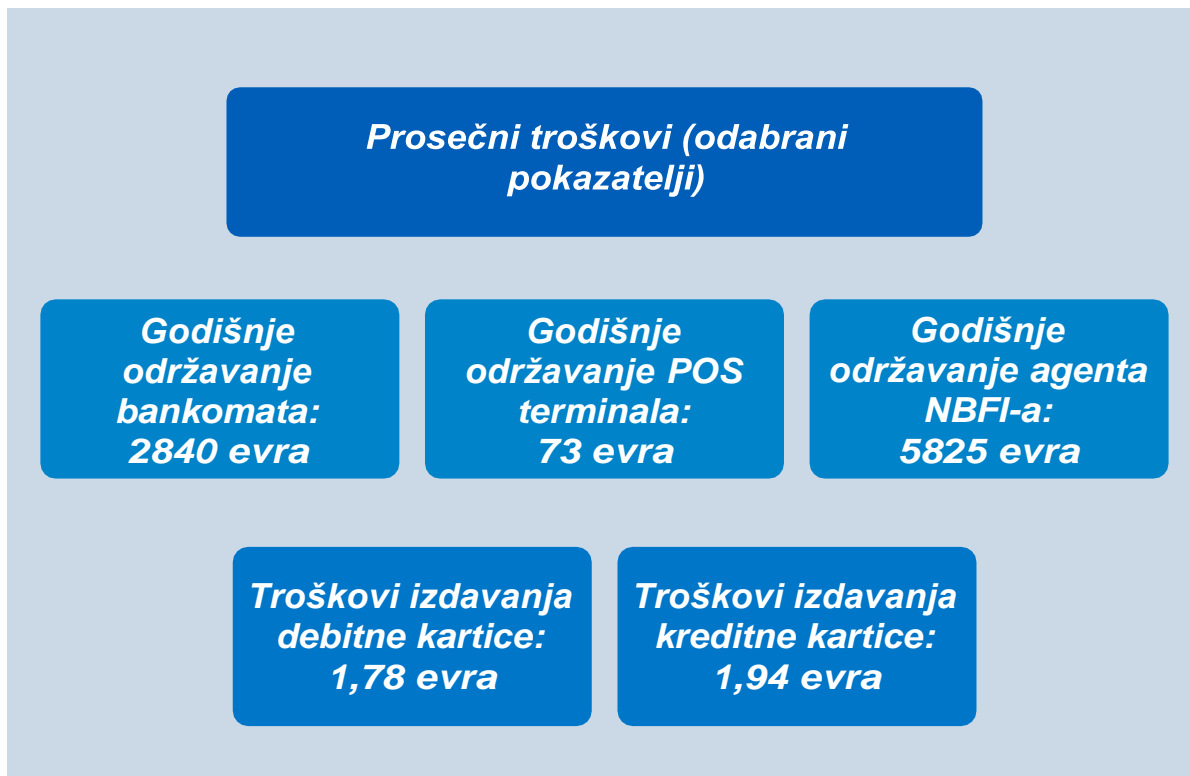 Prosečni troškovi (odabrani
pokazatelji)
Godišnje
održavanje
bankomata:
2840 evra
Godišnje
održavanje POS
terminala:
73 evra
Godišnje
održavanje agenta
NBFI-a:
5825 evra
Troškovi izdavanja
debitne kartice:
1,78 evra
Troškovi izdavanja
kreditne kartice:
1,94 evra